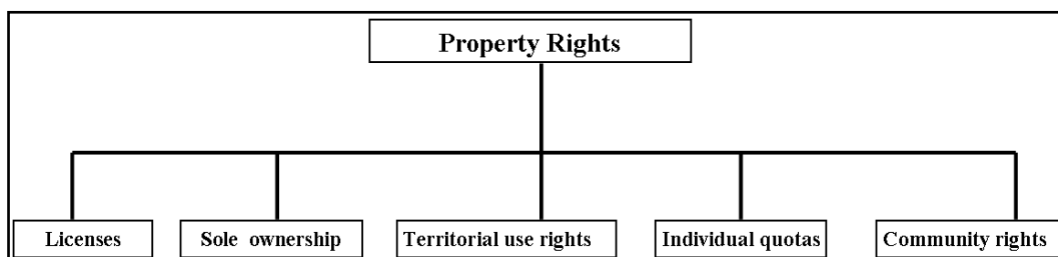 Property Rights
Licenses
Sole ownership
Territorial use rights
Individual quotas
Community rights